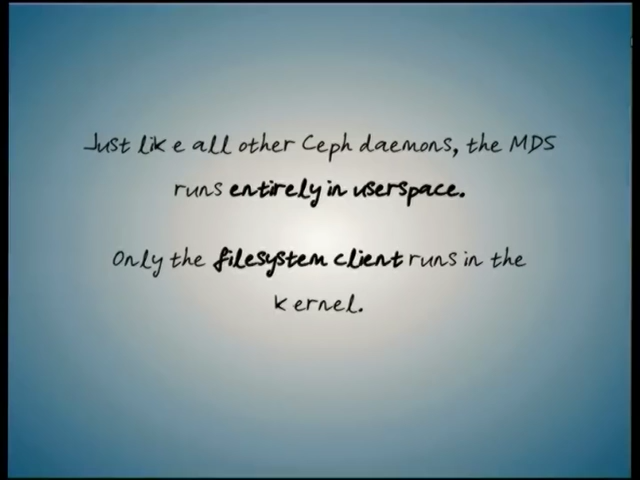 Just like all other Ceph daemons, the MDS
runs entirely in userspace.
Only the filesystem client runs in the
kernel.